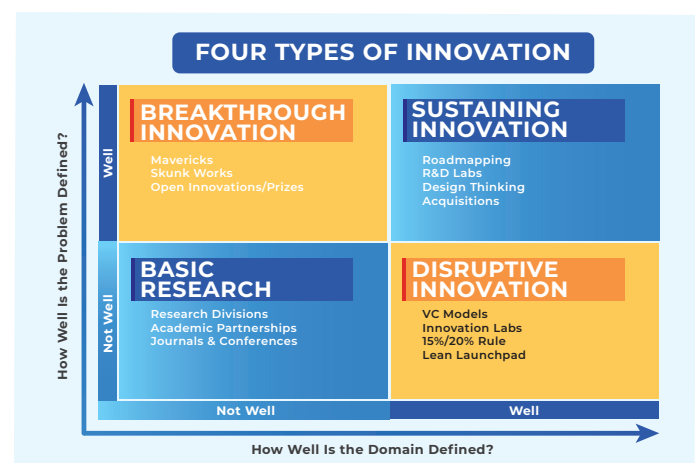 FOUR TYPES OF INNOVATION
How Well Is the Problem Defined?
Well
BREAKTHROUGH
INNOVATION
Mavericks
Skunk Works
Open Innovations/Prizes
SUSTAINING
INNOVATION
Roadmapping
R&D Labs
Design Thinking
Acquisitions
Not Well
BASIC
RESEARCH
Research Divisions
Academic Partnerships
Journals & Conferences
DISRUPTIVE
INNOVATION
VC Models
Innovation Labs
15%/20% Rule
Lean Launchpad
Not Well
Well
How Well Is the Domain Defined?